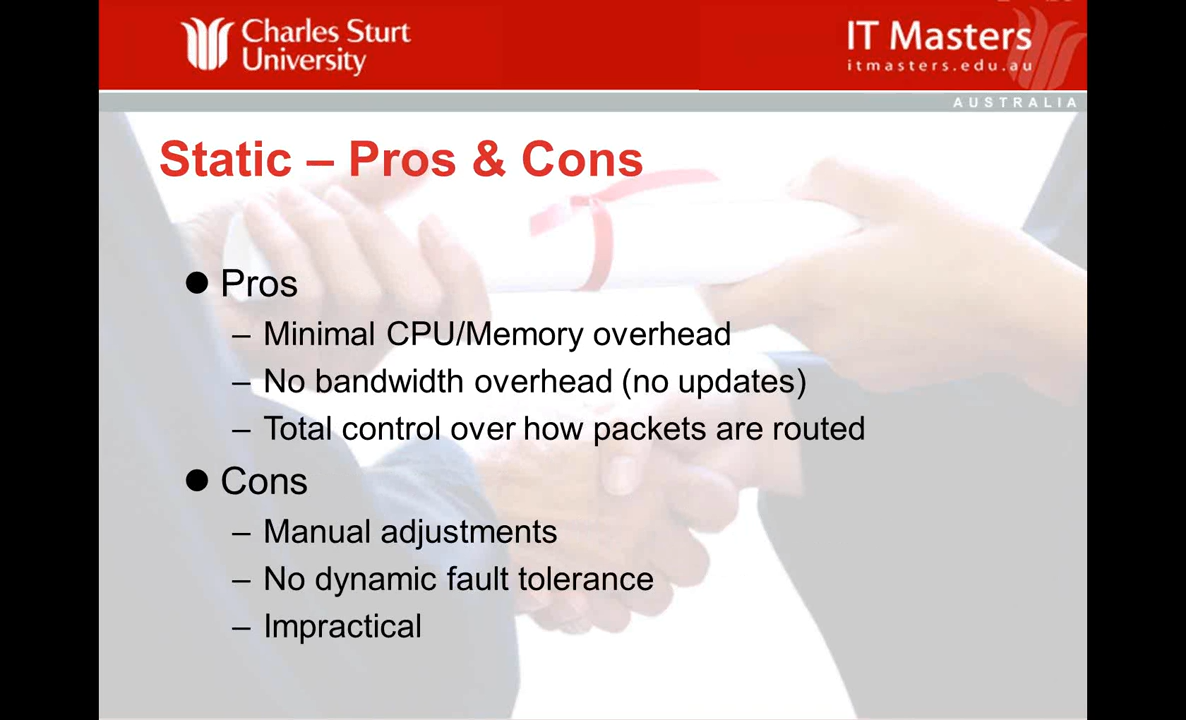 Charles Sturt
University
IT Masters
itmasters.edu.au
AUSTRALIA
Static – Pros & Cons
● Pros
– Minimal CPU/Memory overhead
– No bandwidth overhead (no updates)
– Total control over how packets are routed
● Cons
– Manual adjustments
– No dynamic fault tolerance
– Impractical